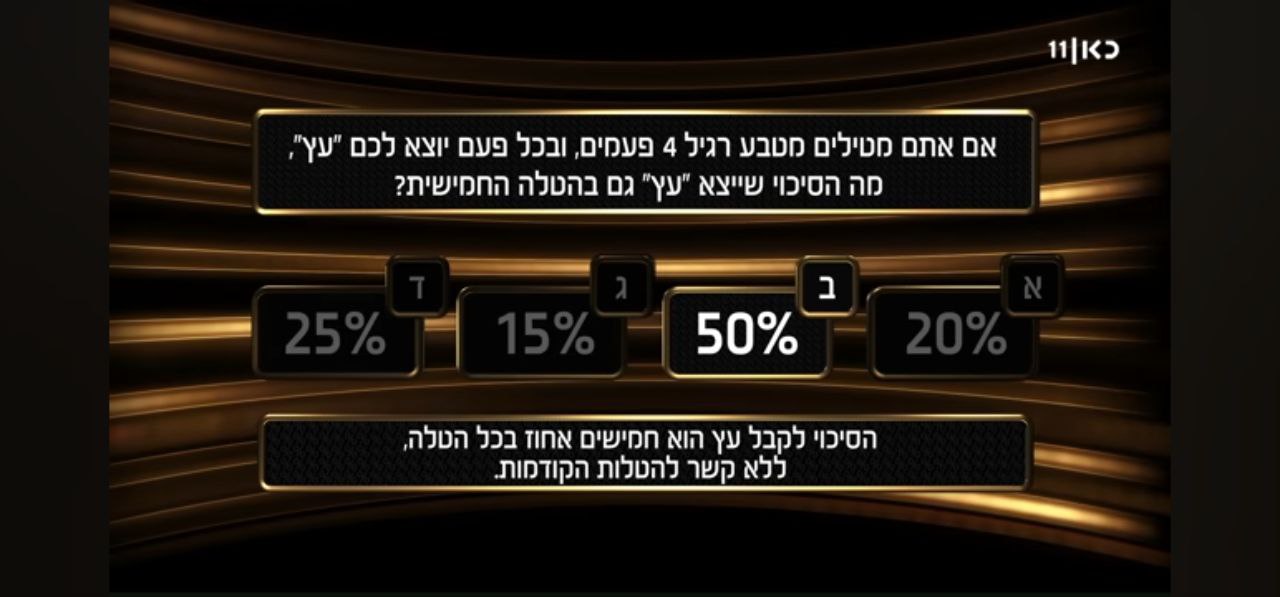 כאן|11
אם אתם מטילים מטבע רגיל 4 פעמים, ובכל פעם יוצא לכם "עץ",
מה הסיכוי שייצא "עץ" גם בהטלה החמישית?
א
20%
ב
50%
ג
15%
ד
25%
הסיכוי לקבל עץ הוא חמישים אחוז בכל הטלה,
ללא קשר להטלות הקודמות.